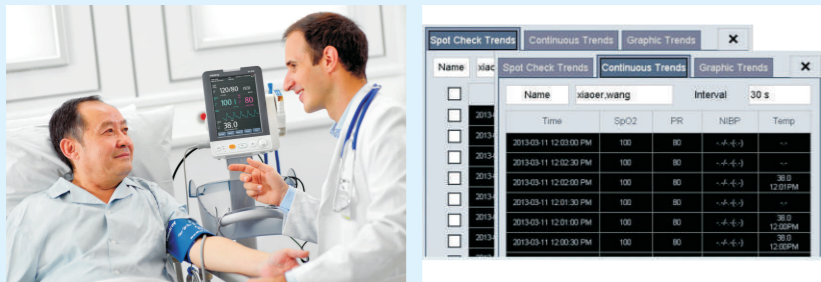 120/80
100
80
38.0
Spot Check Trends Continuous Trends Graphic Trends X
Name xiao
Spot Check Trends Continuous Trends Graphic Trends X
Name xiaoer,wang Interval 30 s
Time SpO2 PR NIBP Temp
2013-03-11 12:03:00 PM 100 80 -.-/-.-(-.-) -.-
2013-03-11 12:02:30 PM 100 80 -.-/-.-(-.-) -.-
2013-03-11 12:02:00 PM 100 80 -.-/-.-(-.-) 38.0
12:01PM
2013-03-11 12:01:30 PM 100 80 -.-/-.-(-.-) -.-
2013-03-11 12:01:00 PM 100 80 -.-/-.-(-.-) 38.0
12:00PM
2013-03-11 12:00:30 PM 100 80 -.-/-.-(-.-) 38.0
12:00PM